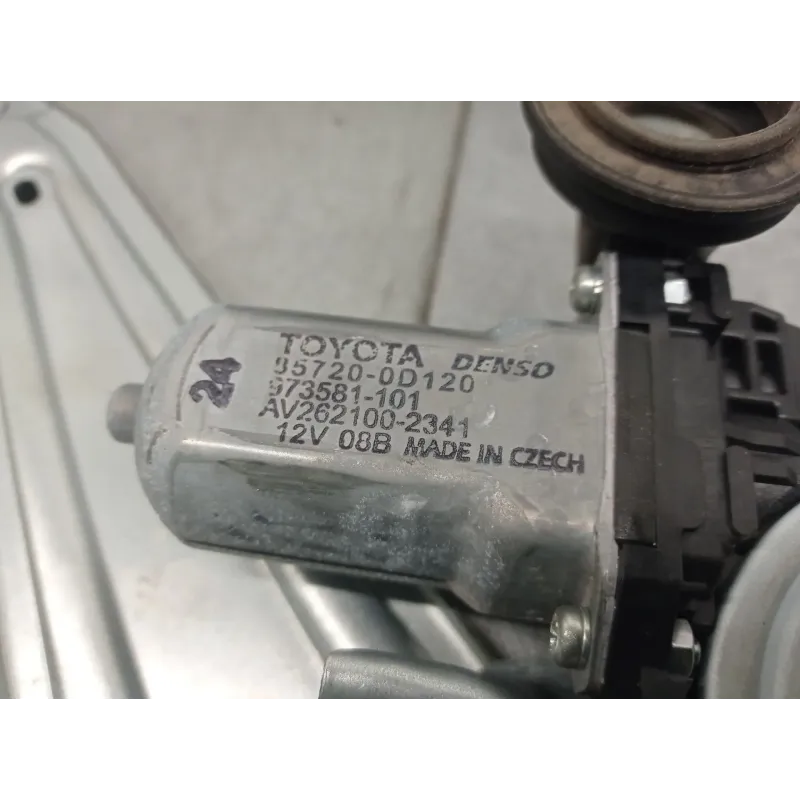 TOYOTA DENSO
85720-0D120
973581-101
AV262100-2341
12V 08B MADE IN CZECH
24